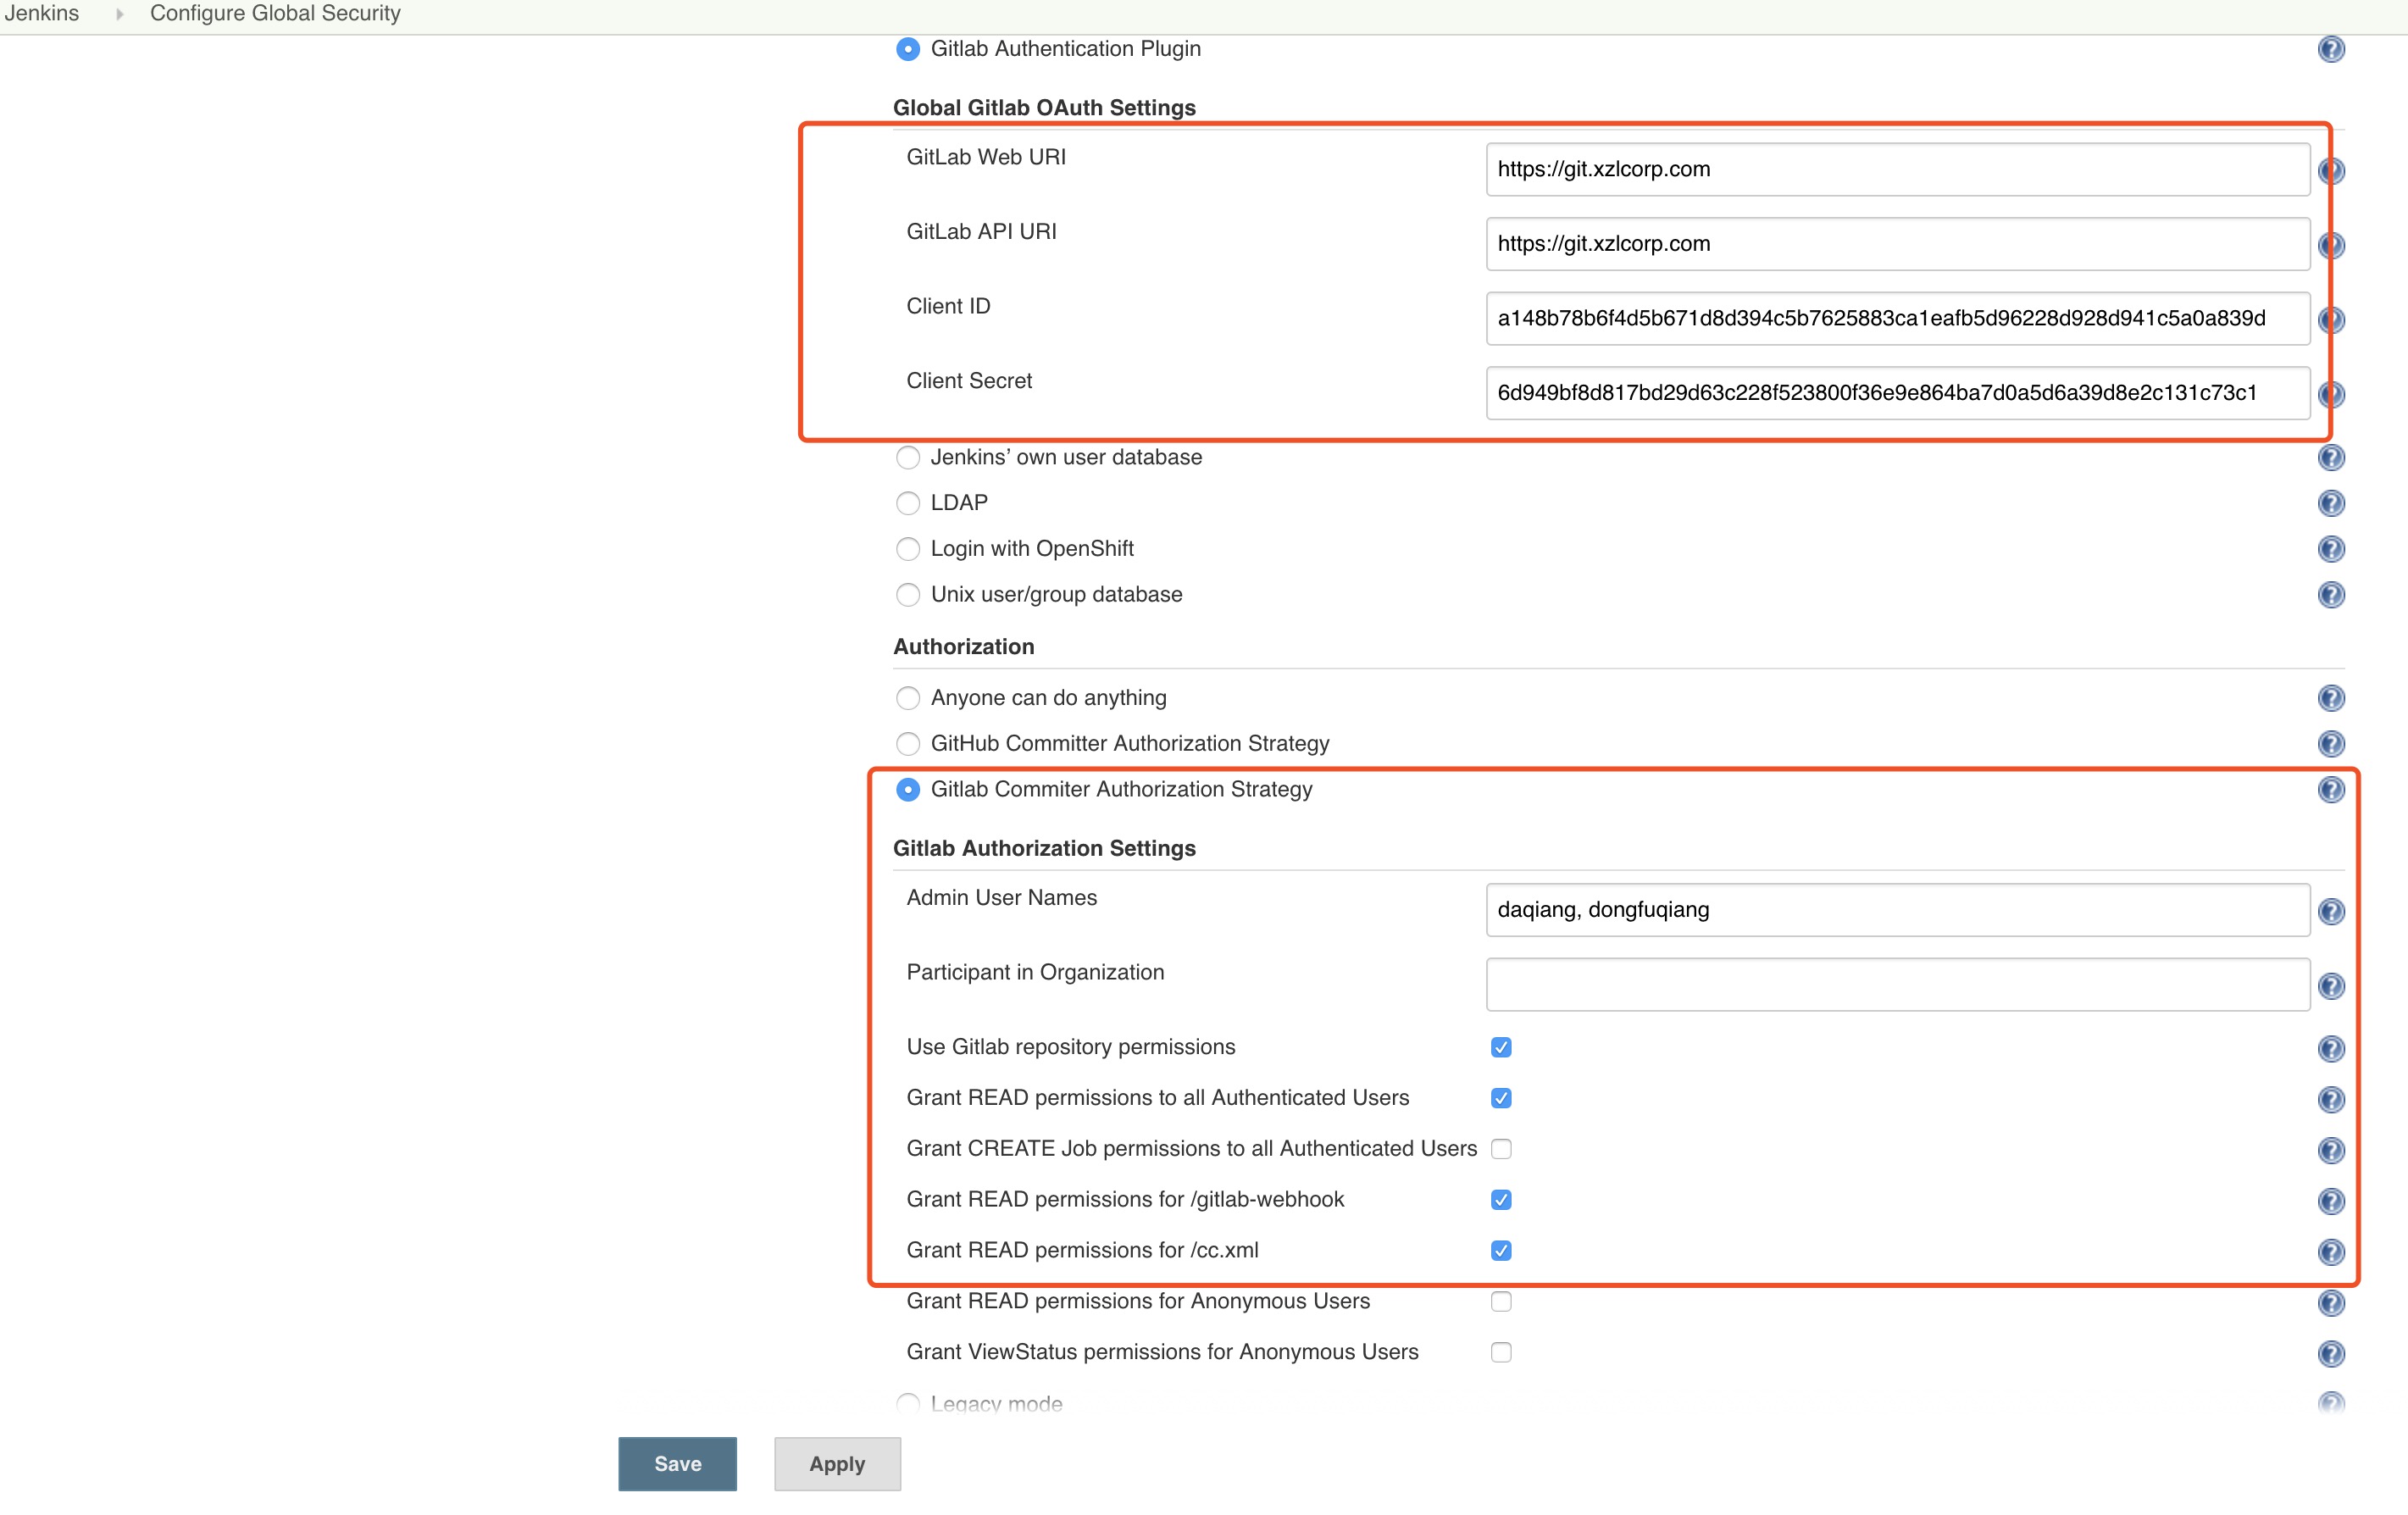 Jenkins Configure Global Security
Gitlab Authentication Plugin
Global Gitlab OAuth Settings
GitLab Web URI https://git.xzlcorp.com
GitLab API URI https://git.xzlcorp.com
Client ID a148b78b6f4d5b671d8d394c5b7625883ca1eafb5d96228d928d941c5a0a839d
Client Secret 6d949bf8d817bd29d63c228f523800f36e9e864ba7d0a5d6a39d8e2c131c73c1
Jenkins’ own user database
LDAP
Login with OpenShift
Unix user/group database
Authorization
Anyone can do anything
GitHub Committer Authorization Strategy
Gitlab Commiter Authorization Strategy
Gitlab Authorization Settings
Admin User Names daqiang, dongfuqiang
Participant in Organization
Use Gitlab repository permissions
Grant READ permissions to all Authenticated Users
Grant CREATE Job permissions to all Authenticated Users
Grant READ permissions for /gitlab-webhook
Grant READ permissions for /cc.xml
Grant READ permissions for Anonymous Users
Grant ViewStatus permissions for Anonymous Users
Legacy mode
Save Apply